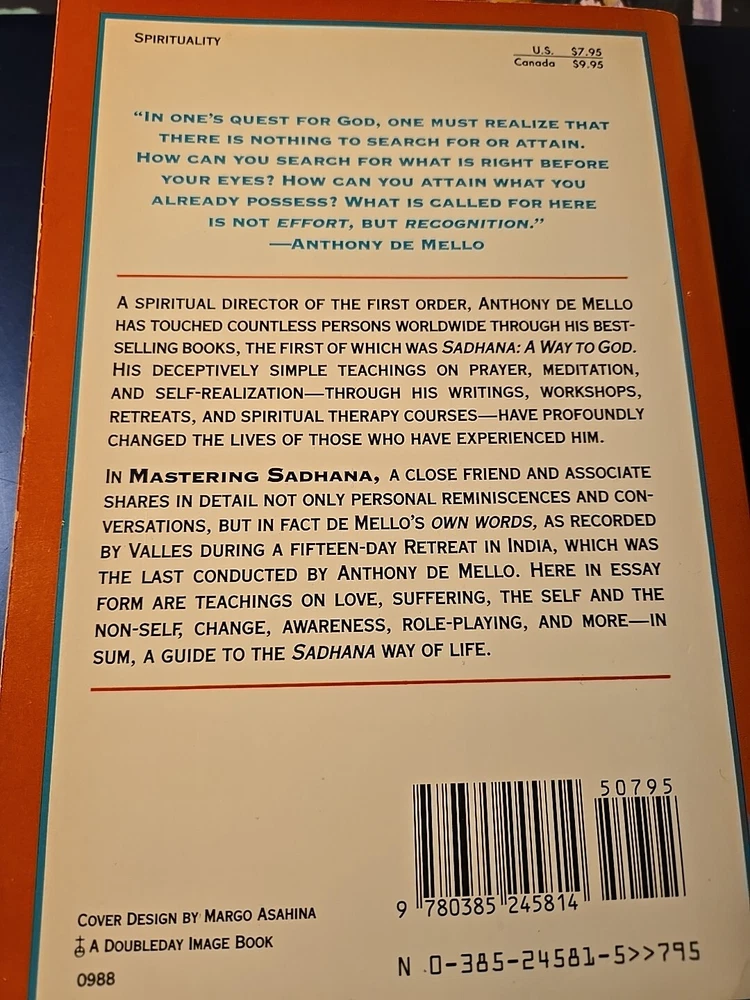 SPIRITUALITY
U.S. $7.95
Canada $9.95
“IN ONE’S QUEST FOR GOD, ONE MUST REALIZE THAT
THERE IS NOTHING TO SEARCH FOR OR ATTAIN.
HOW CAN YOU SEARCH FOR WHAT IS RIGHT BEFORE
YOUR EYES? HOW CAN YOU ATTAIN WHAT YOU
ALREADY POSSESS? WHAT IS CALLED FOR HERE
IS NOT EFFORT, BUT RECOGNITION.”
—ANTHONY DE MELLO
A SPIRITUAL DIRECTOR OF THE FIRST ORDER, ANTHONY DE MELLO
HAS TOUCHED COUNTLESS PERSONS WORLDWIDE THROUGH HIS BEST-
SELLING BOOKS, THE FIRST OF WHICH WAS SADHANA: A WAY TO GOD.
HIS DECEPTIVELY SIMPLE TEACHINGS ON PRAYER, MEDITATION,
AND SELF-REALIZATION—THROUGH HIS WRITINGS, WORKSHOPS,
RETREATS, AND SPIRITUAL THERAPY COURSES—HAVE PROFOUNDLY
CHANGED THE LIVES OF THOSE WHO HAVE EXPERIENCED HIM.
IN MASTERING SADHANA, A CLOSE FRIEND AND ASSOCIATE
SHARES IN DETAIL NOT ONLY PERSONAL REMINISCENCES AND CON-
VERSATIONS, BUT IN FACT DE MELLO’S OWN WORDS, AS RECORDED
BY VALLES DURING A FIFTEEN-DAY RETREAT IN INDIA, WHICH WAS
THE LAST CONDUCTED BY ANTHONY DE MELLO. HERE IN ESSAY
FORM ARE TEACHINGS ON LOVE, SUFFERING, THE SELF AND THE
NON-SELF, CHANGE, AWARENESS, ROLE-PLAYING, AND MORE—IN
SUM, A GUIDE TO THE SADHANA WAY OF LIFE.
50795
9 780385 245814
COVER DESIGN BY MARGO ASAHINA
A DOUBLEDAY IMAGE BOOK
0988
N 0-385-24581-5>>795